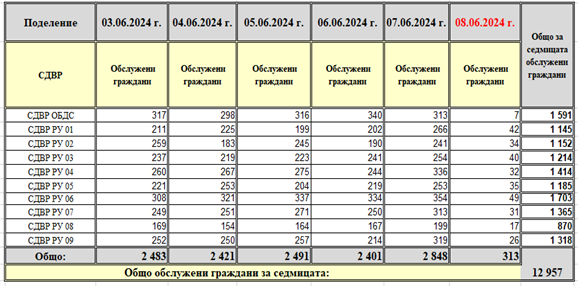 Поделение 03.06.2024 г. 04.06.2024 г. 05.06.2024 г. 06.06.2024 г. 07.06.2024 г. 08.06.2024 г. Общо за седмицата обслужени граждани
СДВР Обслужени граждани Обслужени граждани Обслужени граждани Обслужени граждани Обслужени граждани Обслужени граждани
СДВР ОБДС 317 298 316 340 313 7 1 591
СДВР РУ 01 211 225 199 202 266 42 1 145
СДВР РУ 02 259 183 245 190 241 34 1 152
СДВР РУ 03 237 219 223 241 254 40 1 214
СДВР РУ 04 260 267 275 244 336 32 1 414
СДВР РУ 05 221 253 204 219 253 35 1 185
СДВР РУ 06 308 321 337 334 354 49 1 703
СДВР РУ 07 249 251 271 250 313 31 1 365
СДВР РУ 08 169 154 164 167 199 17 870
СДВР РУ 09 252 250 257 214 319 26 1 318
Общо: 2 483 2 421 2 491 2 401 2 848 313
Общо обслужени граждани за седмицата: 12 957